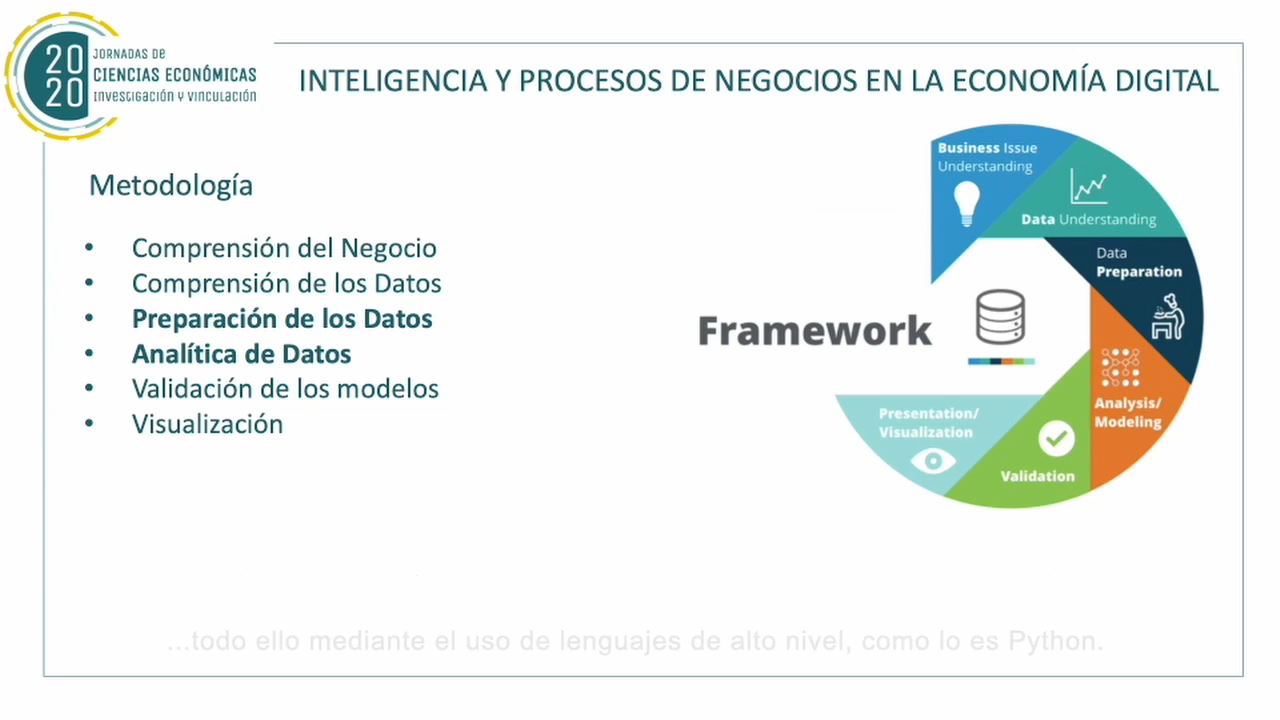 20
20
JORNADAS DE
CIENCIAS ECONÓMICAS
INVESTIGACIÓN Y VINCULACIÓN
INTELIGENCIA Y PROCESOS DE NEGOCIOS EN LA ECONOMÍA DIGITAL
Metodología
• Comprensión del Negocio
• Comprensión de los Datos
• Preparación de los Datos
• Analítica de Datos
• Validación de los modelos
• Visualización
Framework
Business Issue
Understanding
Data Understanding
Data
Preparation
Analysis/
Modeling
Validation
Presentation/
Visualization
...todo ello mediante el uso de lenguajes de alto nivel, como lo es Python.